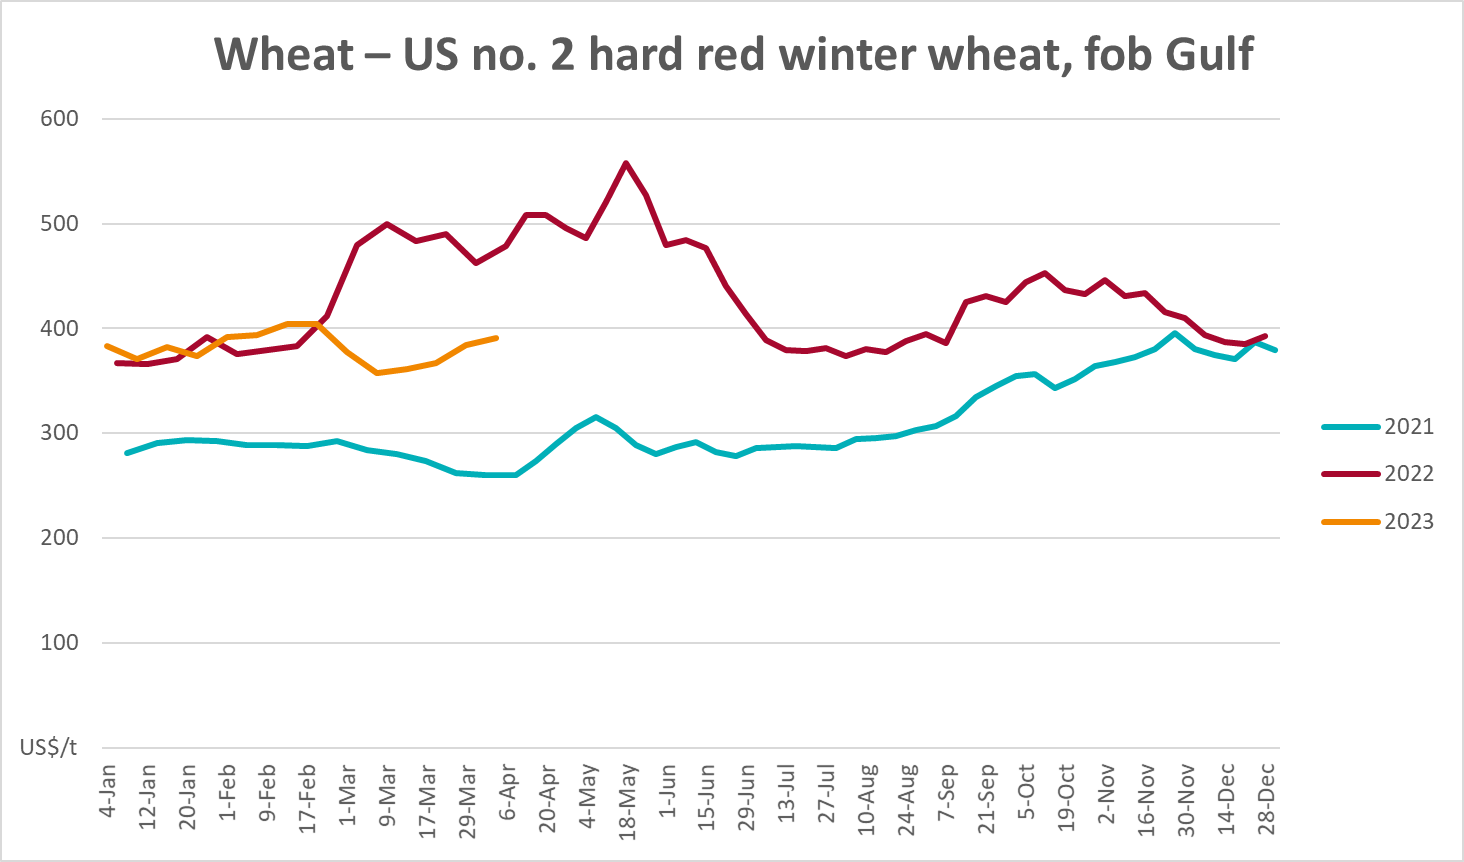 Wheat – US no. 2 hard red winter wheat, fob Gulf
600
500
400
300
200
100
US$/t
4-Jan
12-Jan
20-Jan
1-Feb
9-Feb
17-Feb
1-Mar
9-Mar
17-Mar
29-Mar
6-Apr
20-Apr
4-May
18-May
1-Jun
15-Jun
29-Jun
13-Jul
27-Jul
10-Aug
24-Aug
7-Sep
21-Sep
5-Oct
19-Oct
2-Nov
16-Nov
30-Nov
14-Dec
28-Dec
2021
2022
2023